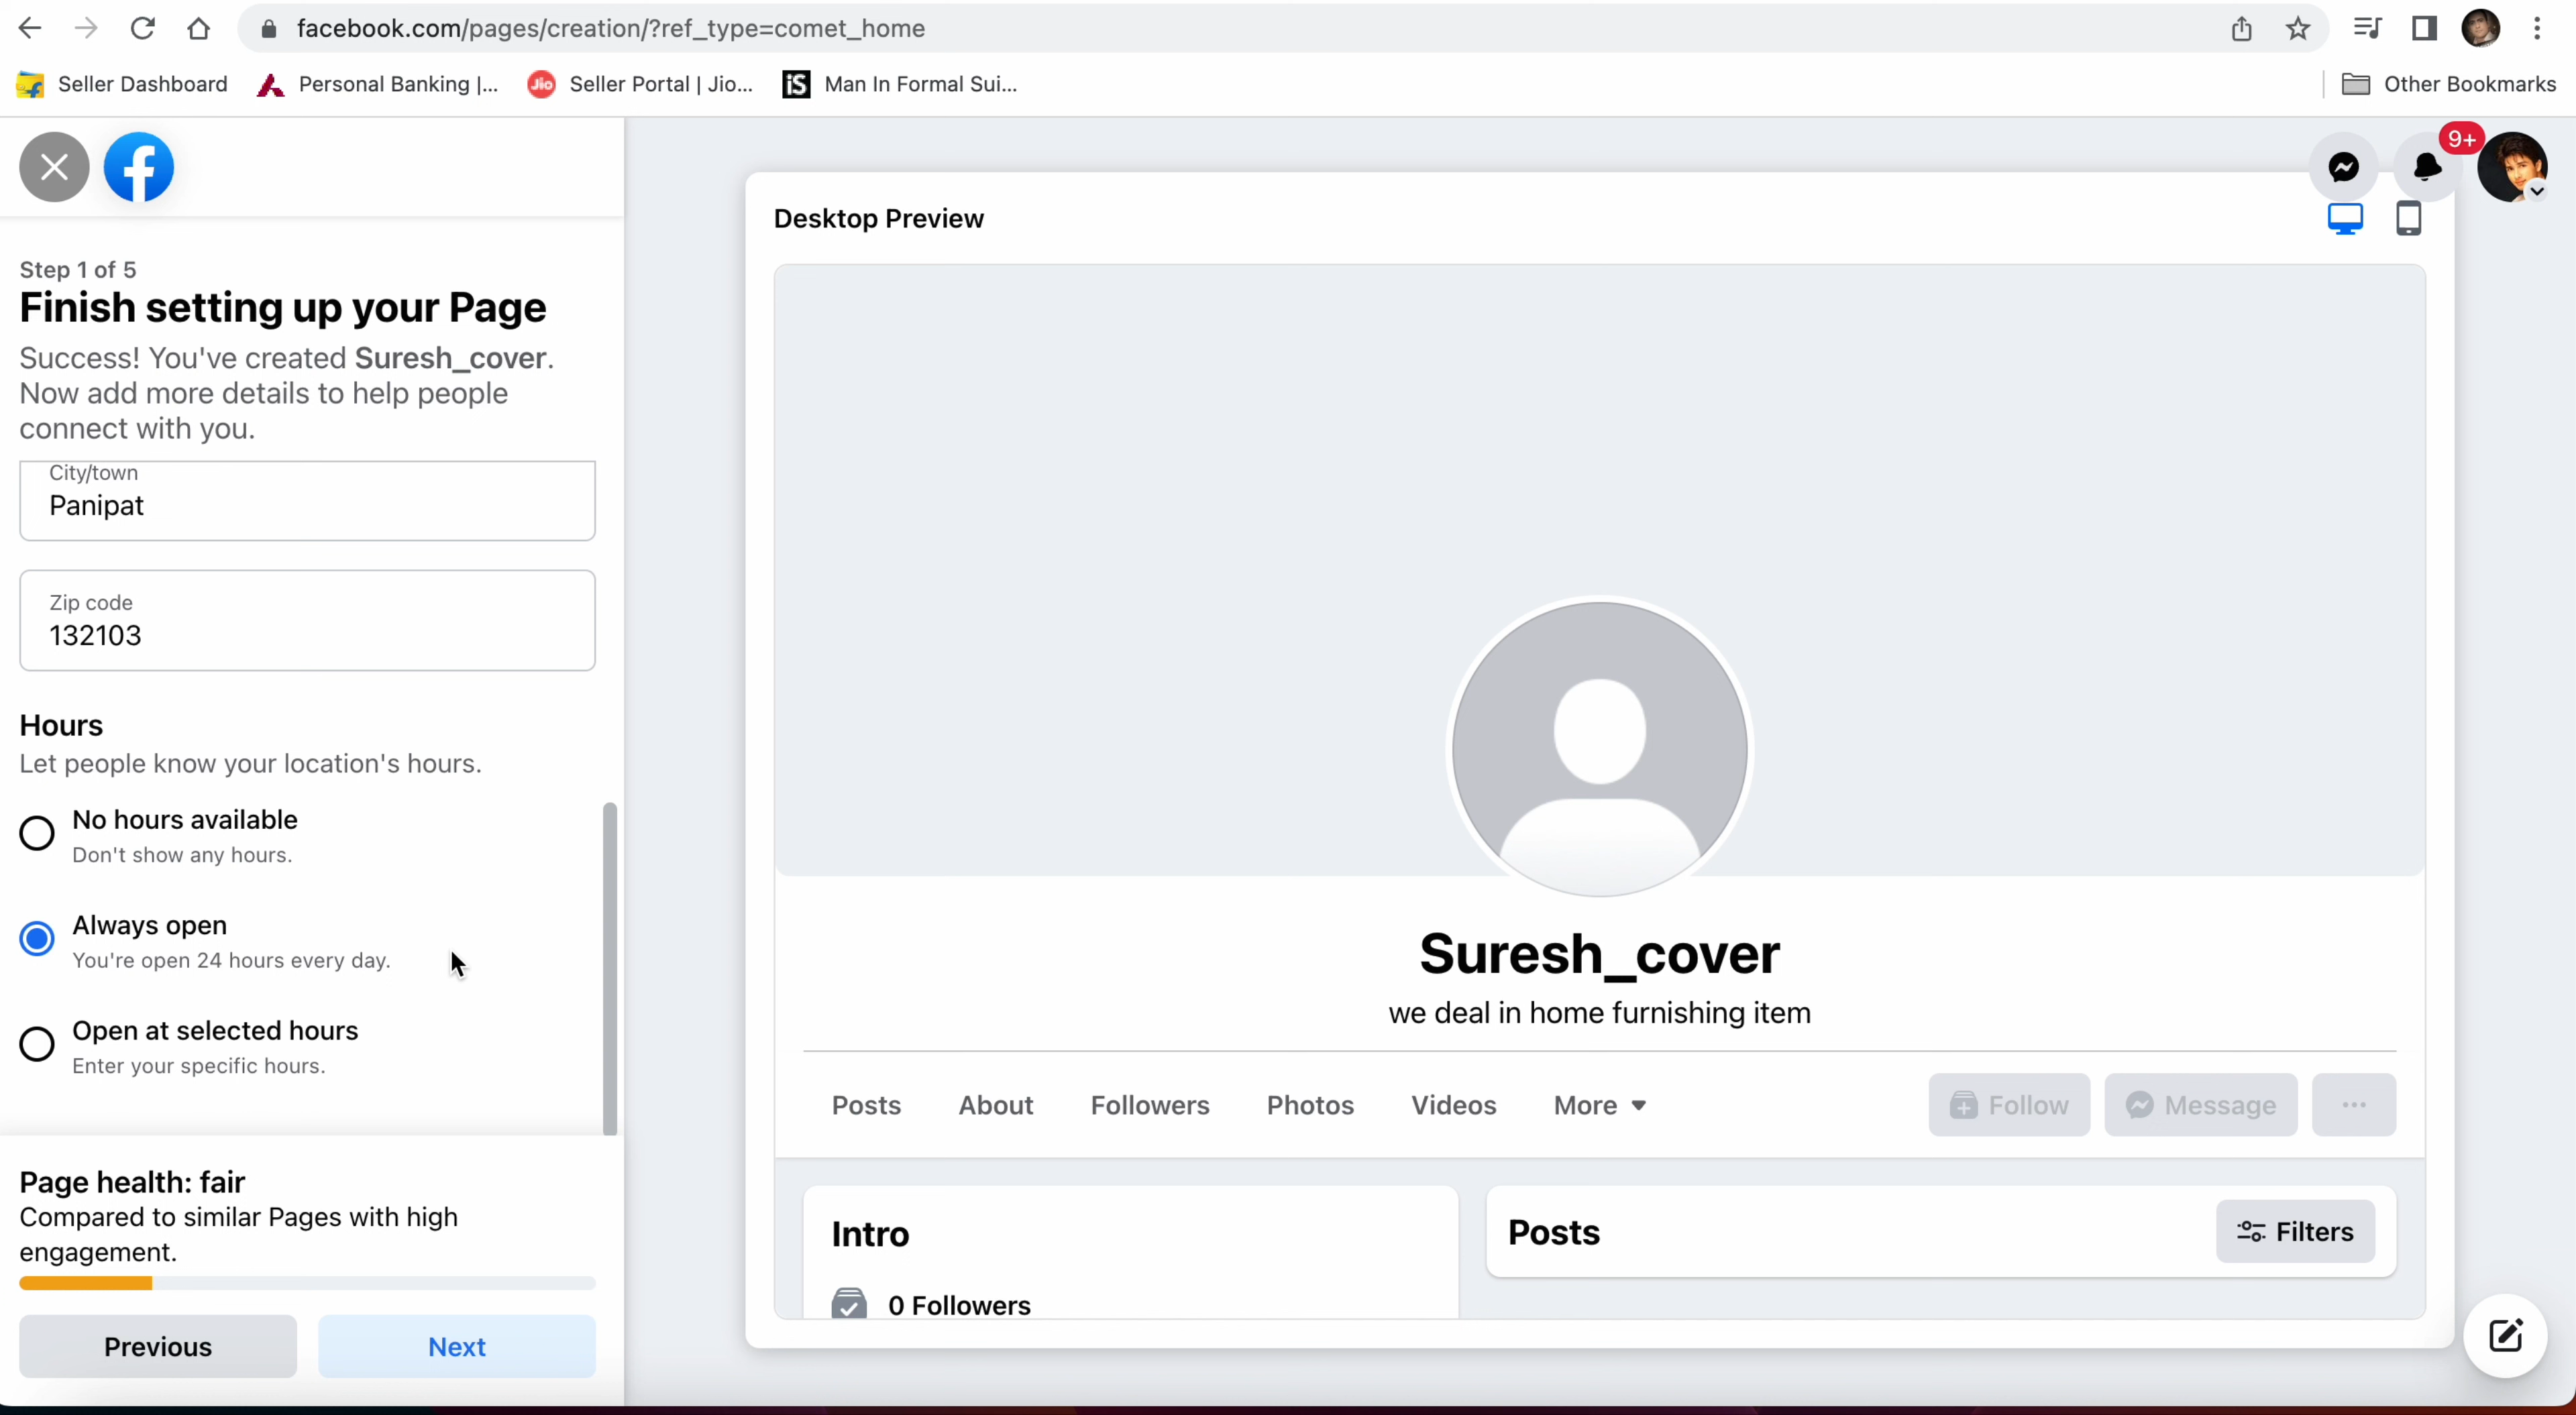 facebook.com/pages/creation/?ref_type=comet_home
Seller Dashboard
Personal Banking |...
Jio
Seller Portal | Jio...
iS
Man In Formal Sui...
Other Bookmarks
9+
Step 1 of 5
Finish setting up your Page
Success! You've created Suresh_cover.
Now add more details to help people
connect with you.
City/town
Panipat
Zip code
132103
Hours
Let people know your location's hours.
No hours available
Don't show any hours.
Always open
You're open 24 hours every day.
Open at selected hours
Enter your specific hours.
Page health: fair
Compared to similar Pages with high
engagement.
Previous
Next
Desktop Preview
Suresh_cover
we deal in home furnishing item
Posts
About
Followers
Photos
Videos
More
Follow
Message
Intro
0 Followers
Posts
Filters